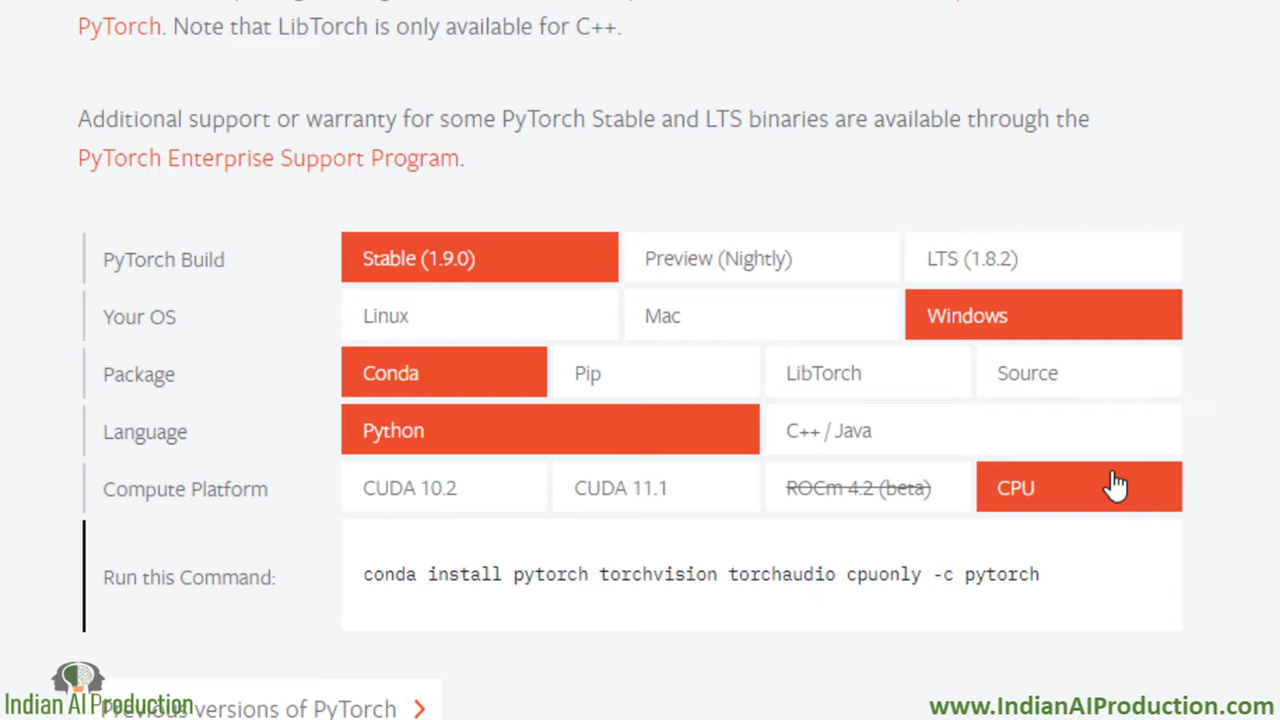 PyTorch. Note that LibTorch is only available for C++.
Additional support or warranty for some PyTorch Stable and LTS binaries are available through the
PyTorch Enterprise Support Program.
PyTorch Build Stable (1.9.0) Preview (Nightly) LTS (1.8.2)
Your OS Linux Mac Windows
Package Conda Pip LibTorch Source
Language Python C++ / Java
Compute Platform CUDA 10.2 CUDA 11.1 ROCm 4.2 (beta) CPU
Run this Command: conda install pytorch torchvision torchaudio cpuonly -c pytorch
Previous versions of PyTorch
Indian AI Production
www.IndianAIProduction.com